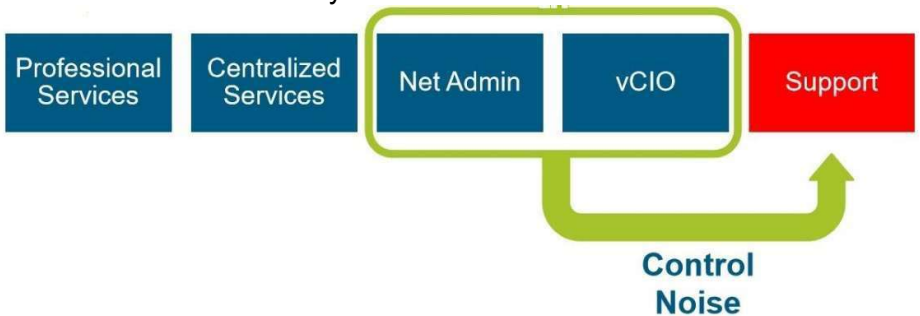 Professional
Services
Centralized
Services
Net Admin
vCIO
Support
Control
Noise